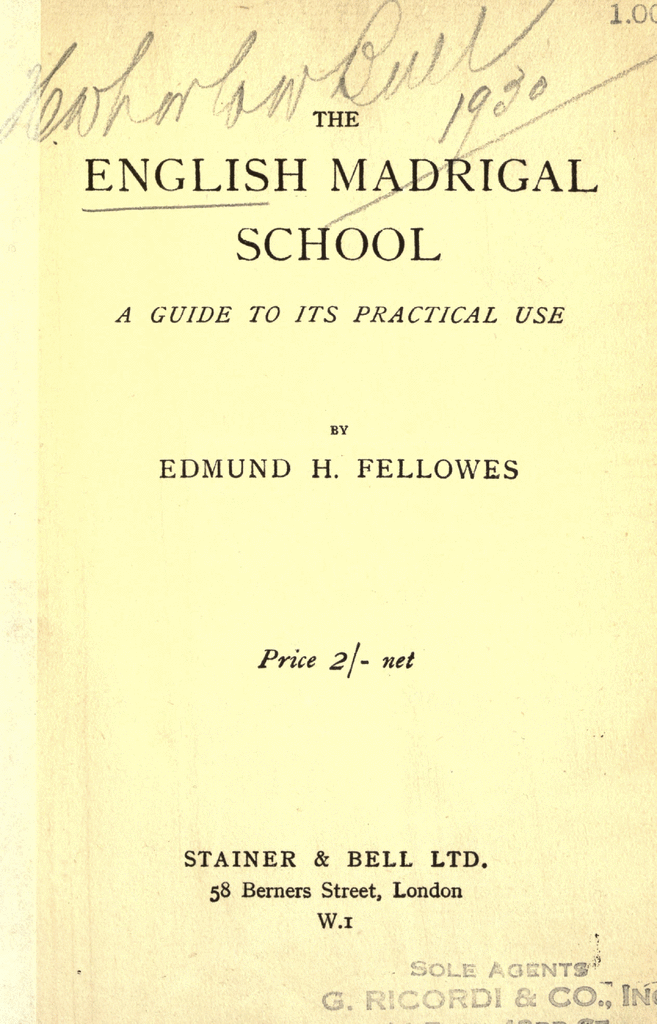 1.00
1930
THE
ENGLISH MADRIGAL
SCHOOL
A GUIDE TO ITS PRACTICAL USE
BY
EDMUND H. FELLOWES
Price 2/- net
STAINER & BELL LTD.
58 Berners Street, London
W.1
SOLE AGENTS
G. RICORDI & CO., INC